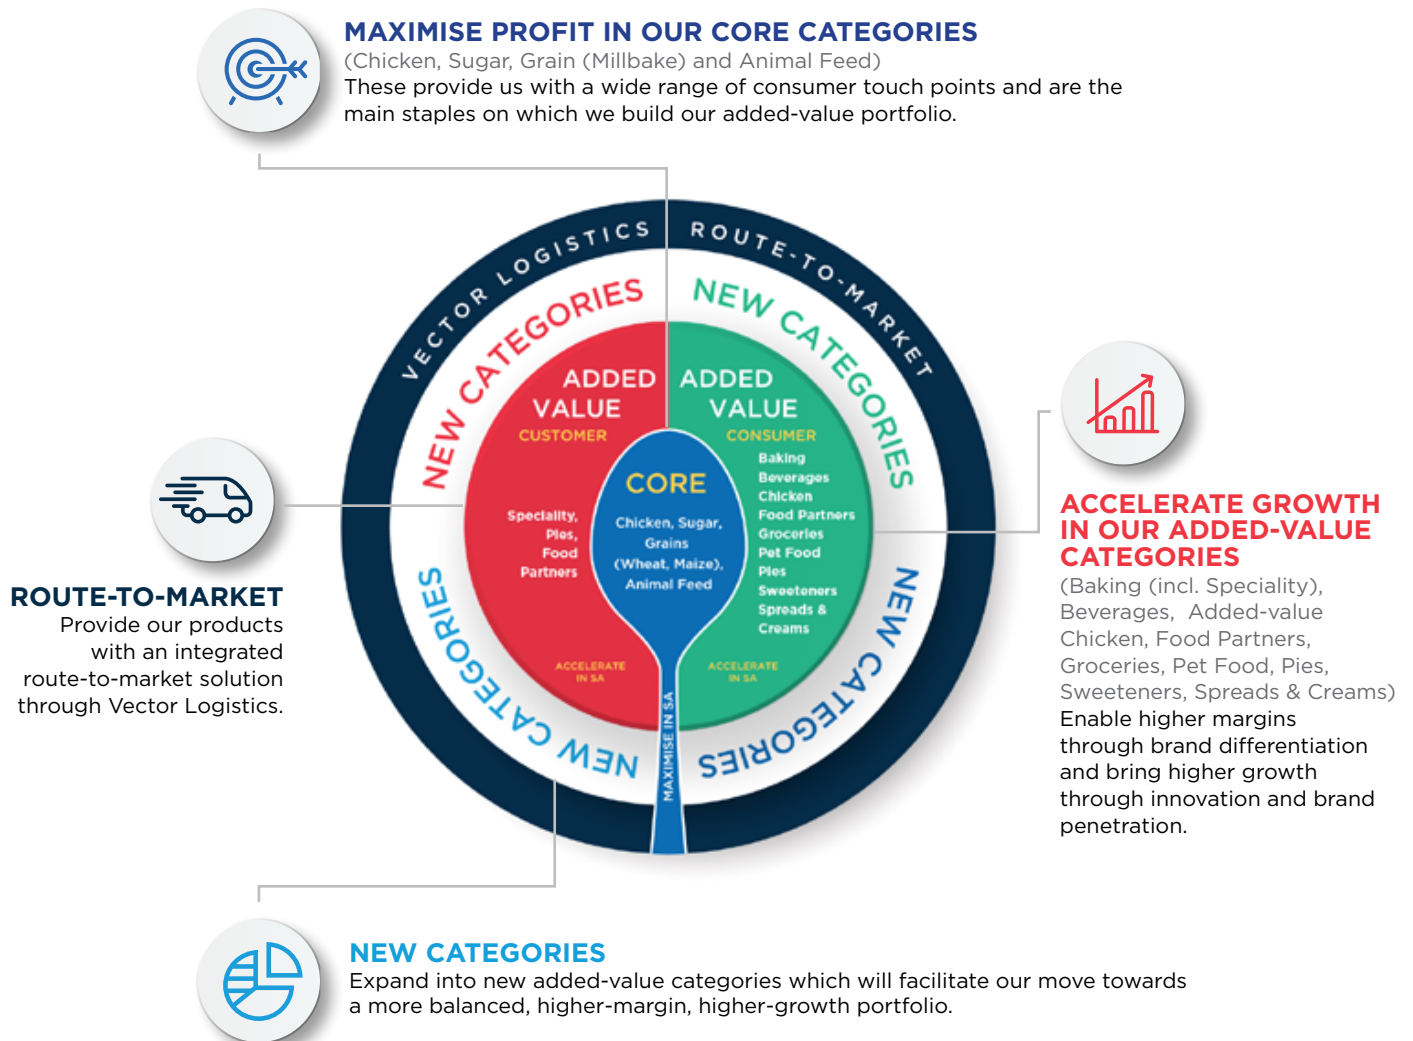 MAXIMISE PROFIT IN OUR CORE CATEGORIES
(Chicken, Sugar, Grain (Millbake) and Animal Feed)
These provide us with a wide range of consumer touch points and are the
main staples on which we build our added-value portfolio.
VECTOR LOGISTICS
ROUTE-TO-MARKET
NEW CATEGORIES
NEW CATEGORIES
ADDED
VALUE
CUSTOMER
Speciality,
Pies,
Food
Partners
ACCELERATE
IN SA
CORE
Chicken, Sugar,
Grains
(Wheat, Maize),
Animal Feed
MAXIMISE IN SA
ADDED
VALUE
CONSUMER
Baking
Beverages
Chicken
Food Partners
Groceries
Pet Food
Pies
Sweeteners
Spreads &
Creams
ACCELERATE
IN SA
NEW CATEGORIES
NEW CATEGORIES
ROUTE-TO-MARKET
Provide our products
with an integrated
route-to-market solution
through Vector Logistics.
ACCELERATE GROWTH
IN OUR ADDED-VALUE
CATEGORIES
(Baking (incl. Speciality),
Beverages, Added-value
Chicken, Food Partners,
Groceries, Pet Food, Pies,
Sweeteners, Spreads & Creams)
Enable higher margins
through brand differentiation
and bring higher growth
through innovation and brand
penetration.
NEW CATEGORIES
Expand into new added-value categories which will facilitate our move towards
a more balanced, higher-margin, higher-growth portfolio.